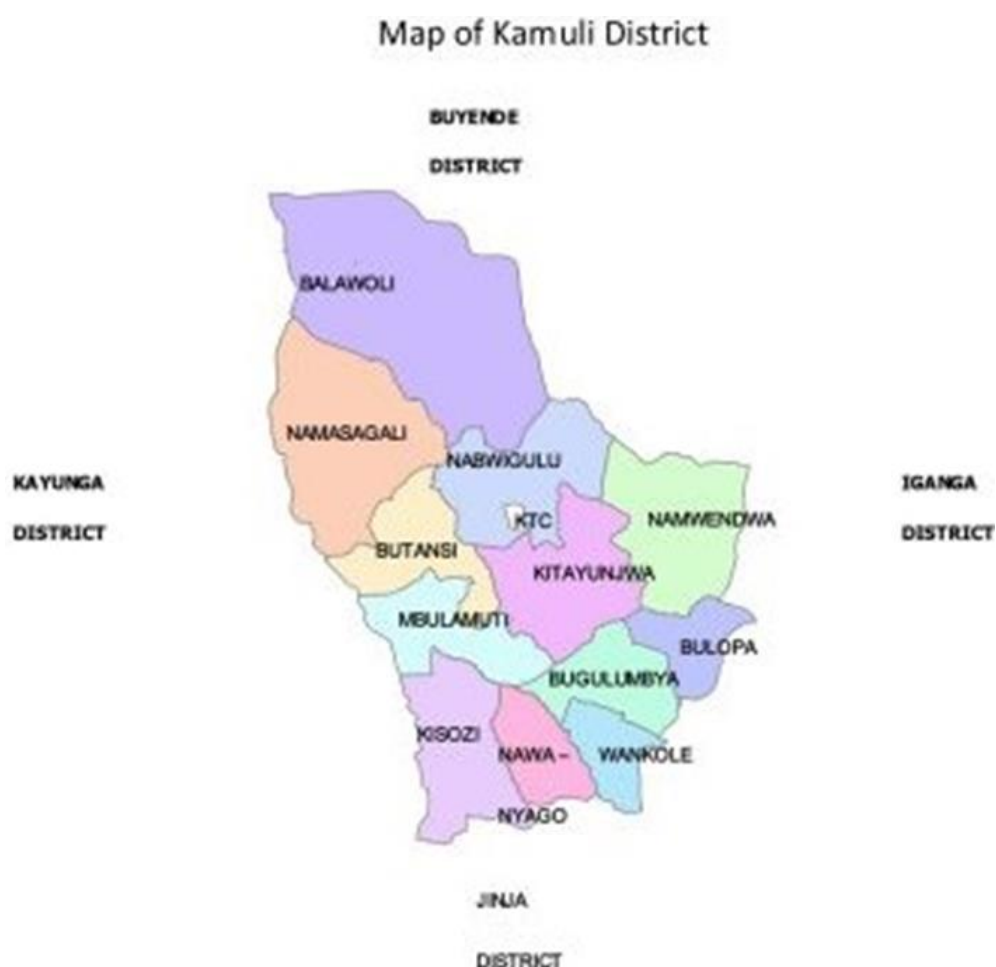 Map of Kamuli District
BUYENDE
DISTRICT
BALAWOLI
NAMASAGALI
NABWIGULU
KAYUNGA
DISTRICT
IGANGA
DISTRICT
KTC
NAMWENDWA
BUTANSI
KITAYUNJWA
MBULAMUTI
BULOPA
BUGULUMBYA
KISOZI
NAWA –
WANKOLE
NYAGO
JINJA
DISTRICT